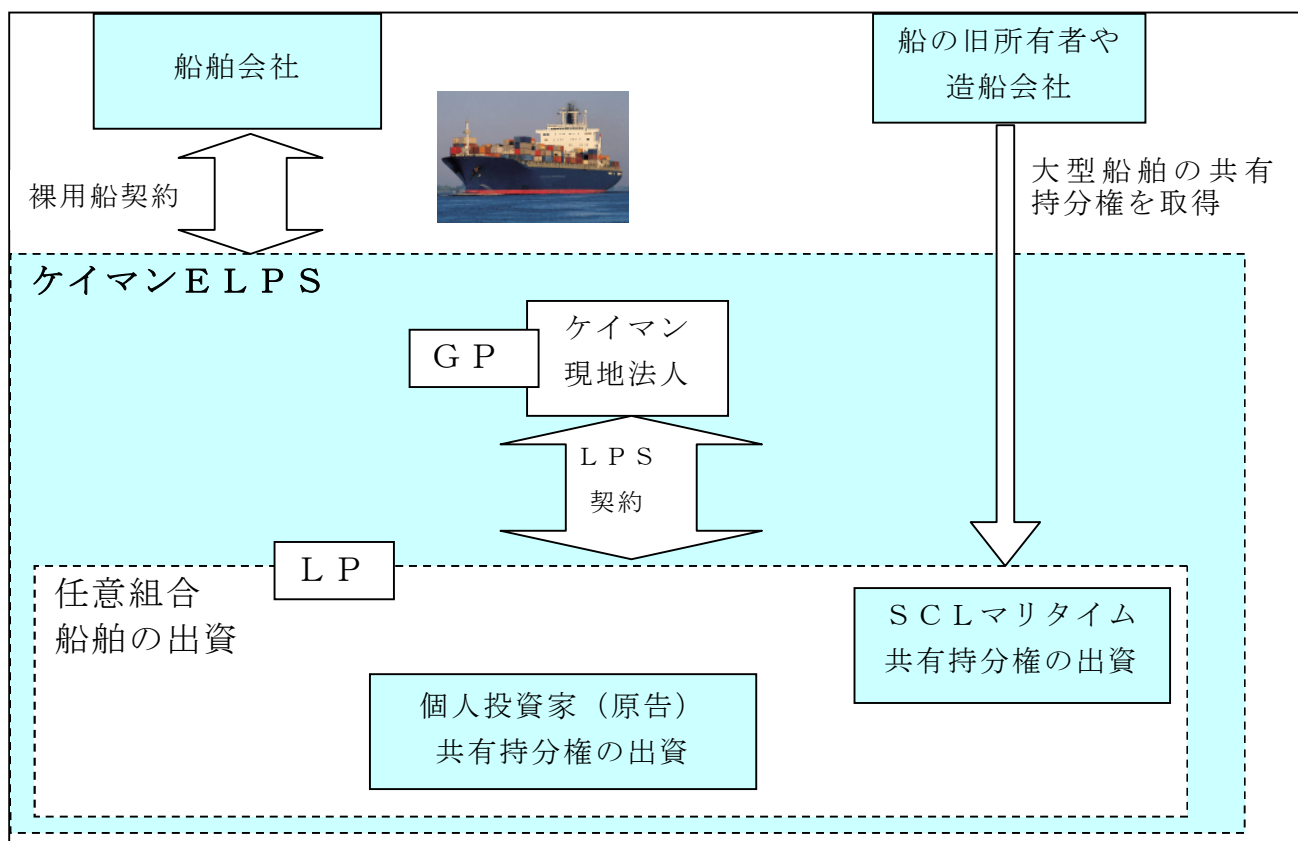 船舶会社
船の旧所有者や
造船会社
裸用船契約
大型船舶の共有
持分権を取得
ケイマンＥＬＰＳ
ＧＰ
ケイマン
現地法人
ＬＰＳ
契約
ＬＰ
任意組合
船舶の出資
ＳＣＬマリタイム
共有持分権の出資
個人投資家（原告）
共有持分権の出資